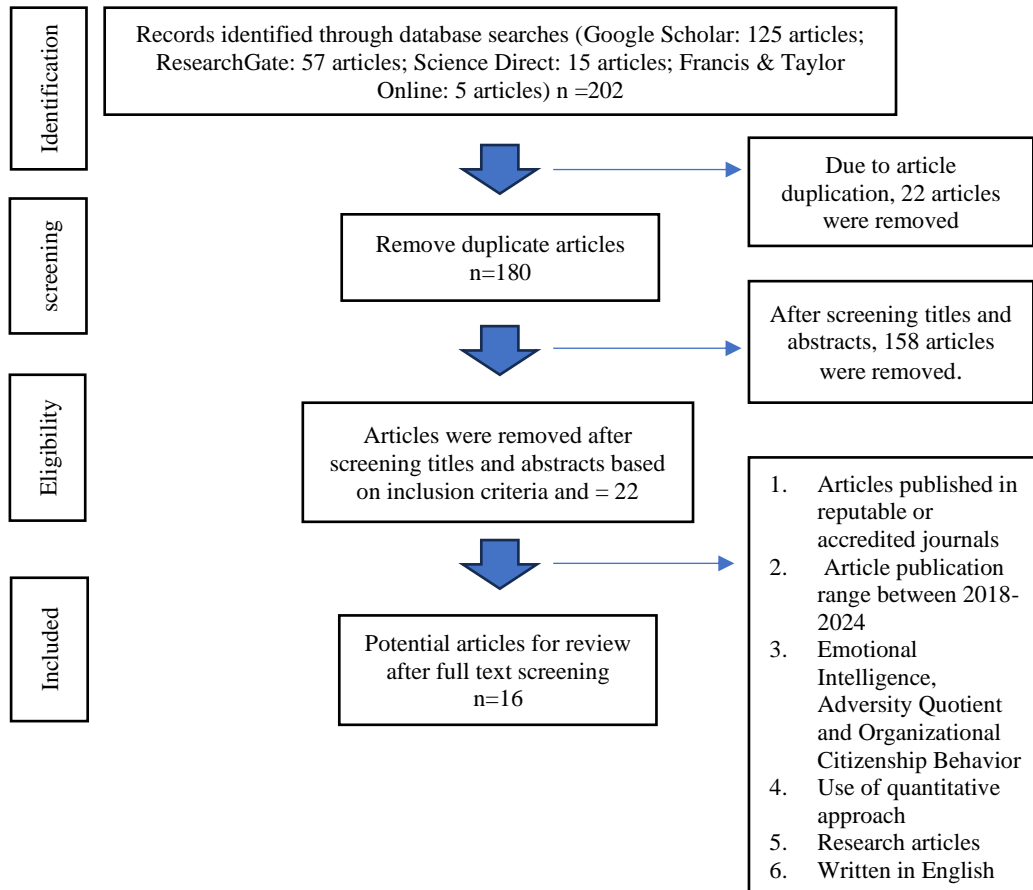 Identification
Records identified through database searches (Google Scholar: 125 articles;
ResearchGate: 57 articles; Science Direct: 15 articles; Francis & Taylor
Online: 5 articles) n =202
Due to article
duplication, 22 articles
were removed
screening
Remove duplicate articles
n=180
After screening titles and
abstracts, 158 articles
were removed.
Eligibility
Articles were removed after
screening titles and abstracts based
on inclusion criteria and = 22
1. Articles published in
reputable or
accredited journals
2. Article publication
range between 2018-
2024
3. Emotional
Intelligence,
Adversity Quotient
and Organizational
Citizenship Behavior
4. Use of quantitative
approach
5. Research articles
6. Written in English
Included
Potential articles for review
after full text screening
n=16